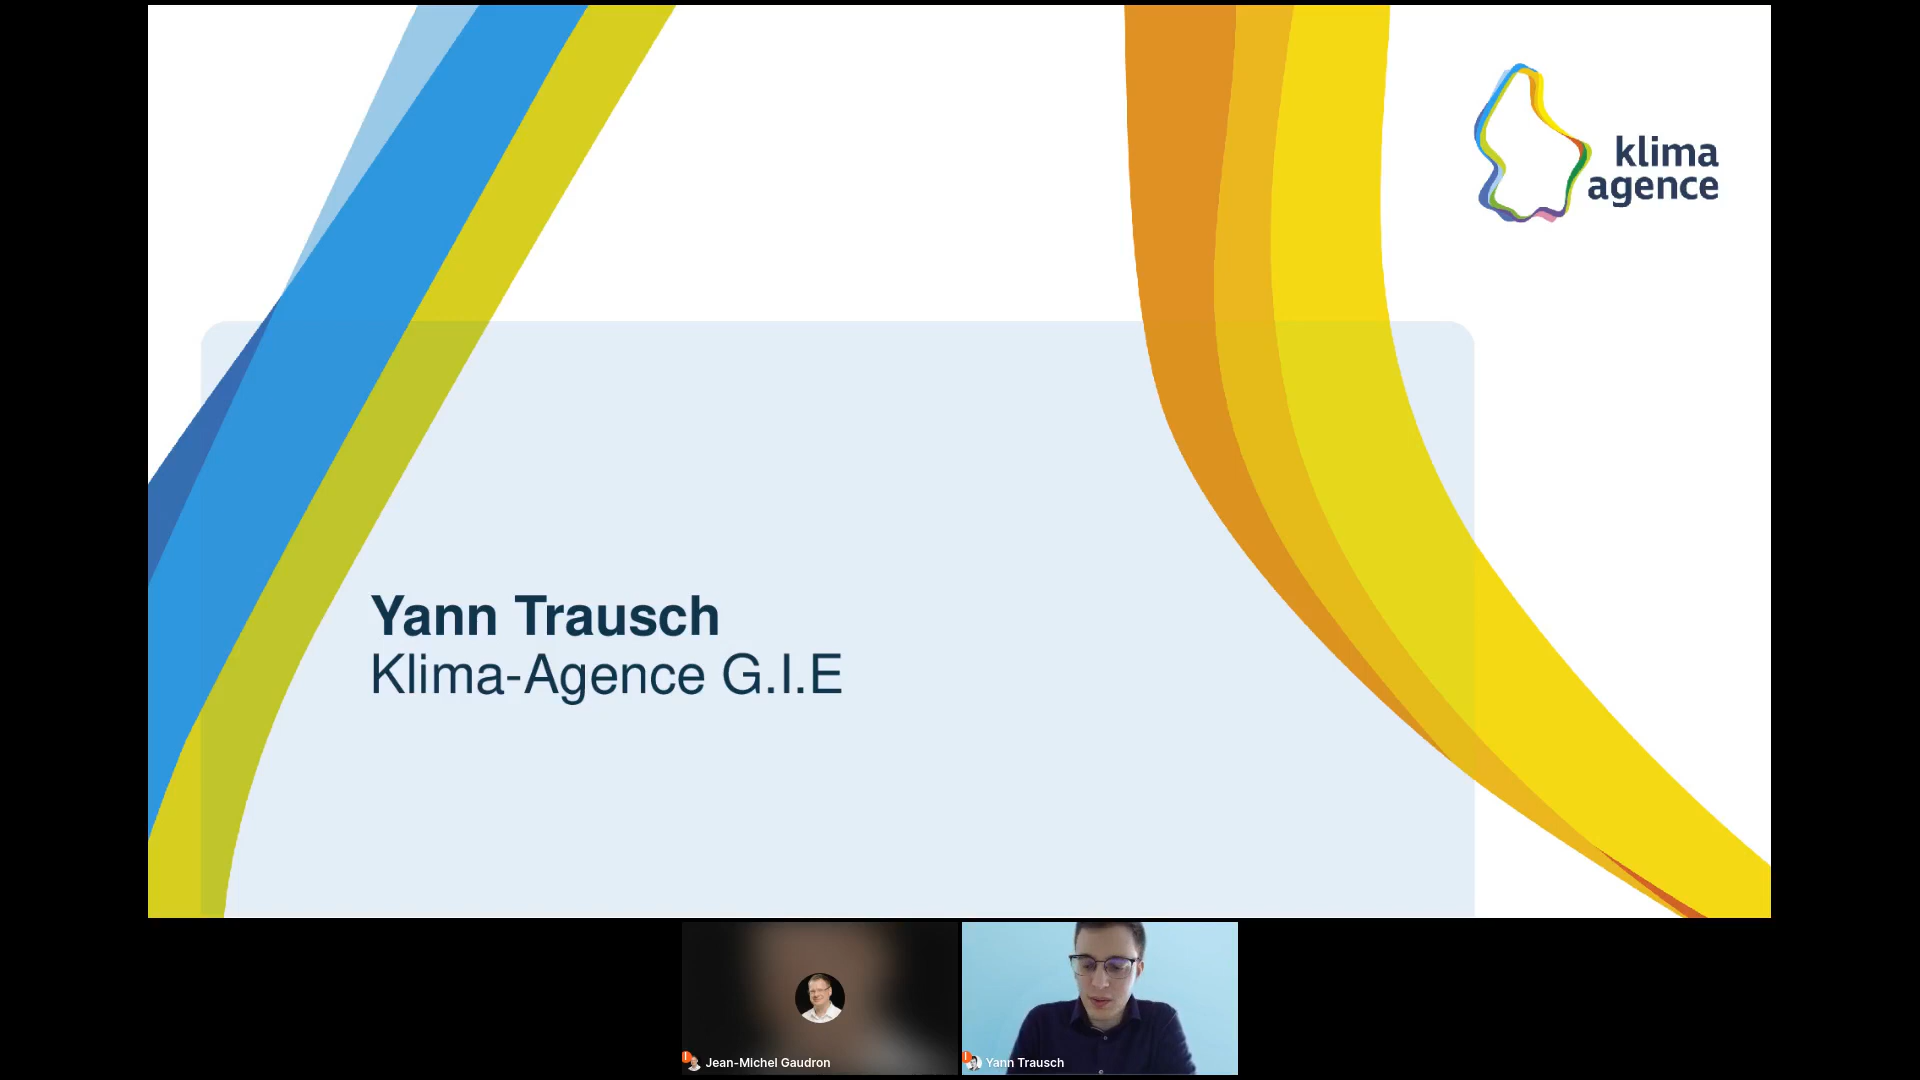 klima
agence
Yann Trausch
Klima-Agence G.I.E
Jean-Michel Gaudron
Yann Trausch